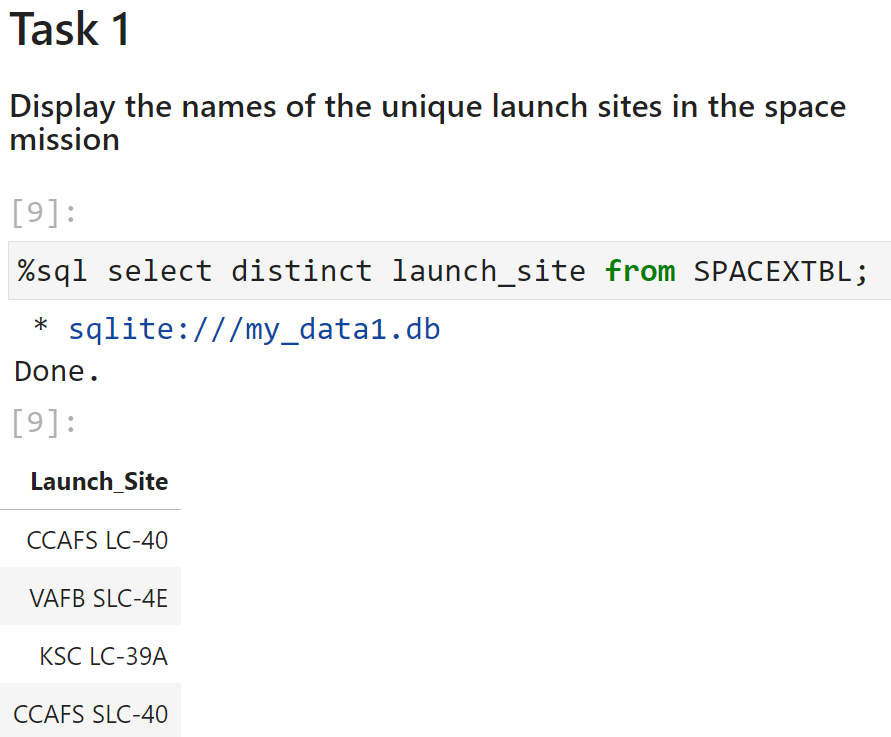 Task 1
Display the names of the unique launch sites in the space
mission
[9]:
%sql select distinct launch_site from SPACEXTBL;
* sqlite:///my_data1.db
Done.
[9]:
Launch_Site
CCAFS LC-40
VAFB SLC-4E
KSC LC-39A
CCAFS SLC-40